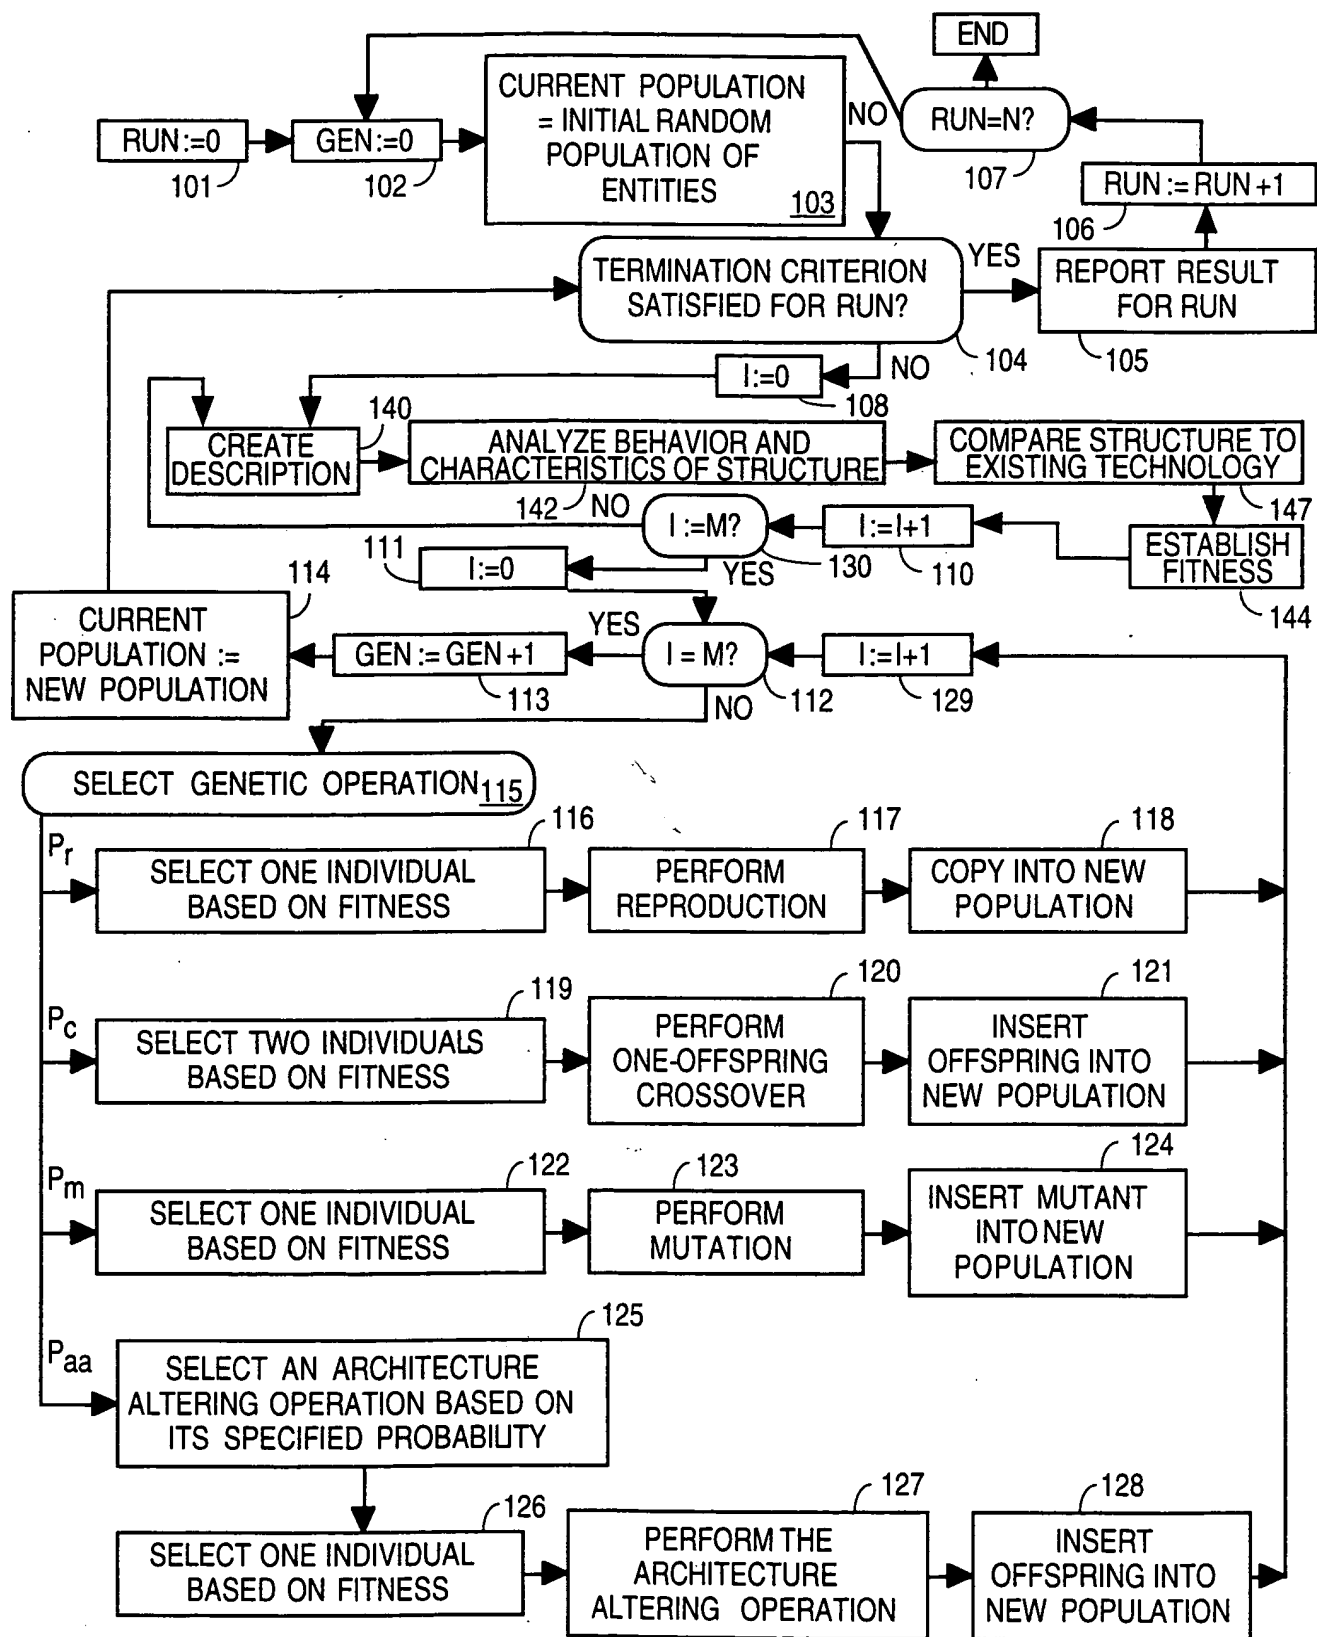 END
CURRENT POPULATION
= INITIAL RANDOM
POPULATION OF
ENTITIES
103
NO
RUN=N?
107
RUN:=0
101
GEN:=0
102
RUN:=RUN+1
106
TERMINATION CRITERION
SATISFIED FOR RUN?
104
YES
REPORT RESULT
FOR RUN
105
NO
I:=0
108
CREATE
DESCRIPTION
140
ANALYZE BEHAVIOR AND
CHARACTERISTICS OF STRUCTURE
142
COMPARE STRUCTURE TO
EXISTING TECHNOLOGY
147
NO
I:=M?
130
YES
I:=I+1
110
ESTABLISH
FITNESS
144
111
I:=0
114
CURRENT
POPULATION :=
NEW POPULATION
GEN:=GEN+1
113
YES
I = M?
112
NO
I:=I+1
129
SELECT GENETIC OPERATION
115
Pr
116
SELECT ONE INDIVIDUAL
BASED ON FITNESS
117
PERFORM
REPRODUCTION
118
COPY INTO NEW
POPULATION
Pc
119
SELECT TWO INDIVIDUALS
BASED ON FITNESS
120
PERFORM
ONE-OFFSPRING
CROSSOVER
121
INSERT
OFFSPRING INTO
NEW POPULATION
Pm
122
SELECT ONE INDIVIDUAL
BASED ON FITNESS
123
PERFORM
MUTATION
124
INSERT MUTANT
INTO NEW
POPULATION
Paa
125
SELECT AN ARCHITECTURE
ALTERING OPERATION BASED ON
ITS SPECIFIED PROBABILITY
126
SELECT ONE INDIVIDUAL
BASED ON FITNESS
127
PERFORM THE
ARCHITECTURE
ALTERING OPERATION
128
INSERT
OFFSPRING INTO
NEW POPULATION